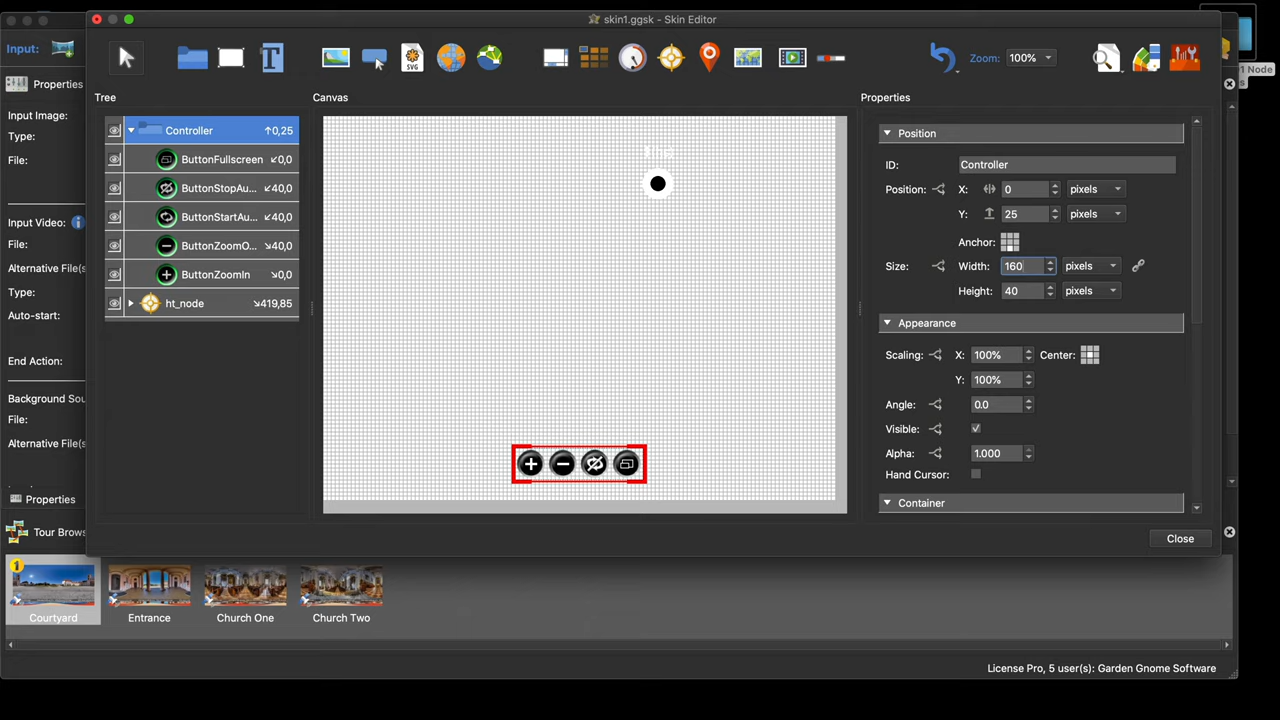 skin1.ggsk - Skin Editor
Input:
Zoom: 100%
SVG
1 Node
Properties
Tree
Canvas
Properties
Input Image:
Type:
File:
Input Video:
File:
Alternative File(s
Type:
Auto-start:
End Action:
Background Sour
File:
Alternative File(s
Properties
Controller ↑0,25
ButtonFullscreen ↙0,0
ButtonStopAu... ↙40,0
ButtonStartAu... ↙40,0
ButtonZoomO... ↘40,0
ButtonZoomIn ↘0,0
ht_node ↘419,85
Position
ID: Controller
Position: X: 0 pixels
Y: 25 pixels
Anchor:
Size: Width: 160 pixels
Height: 40 pixels
Appearance
Scaling: X: 100% Center:
Y: 100%
Angle: 0.0
Visible:
Alpha: 1.000
Hand Cursor:
Container
Close
Tour Brows
1
Courtyard
Entrance
Church One
Church Two
License Pro, 5 user(s): Garden Gnome Software